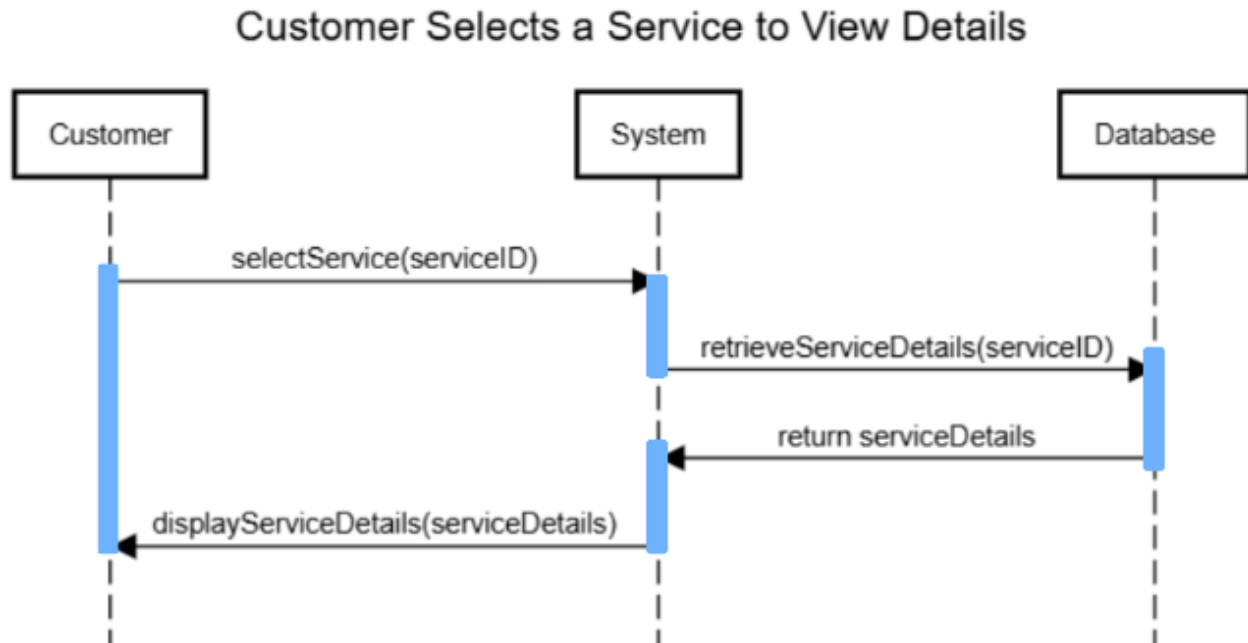 Customer Selects a Service to View Details
Customer
System
Database
selectService(serviceID)
retrieveServiceDetails(serviceID)
return serviceDetails
displayServiceDetails(serviceDetails)